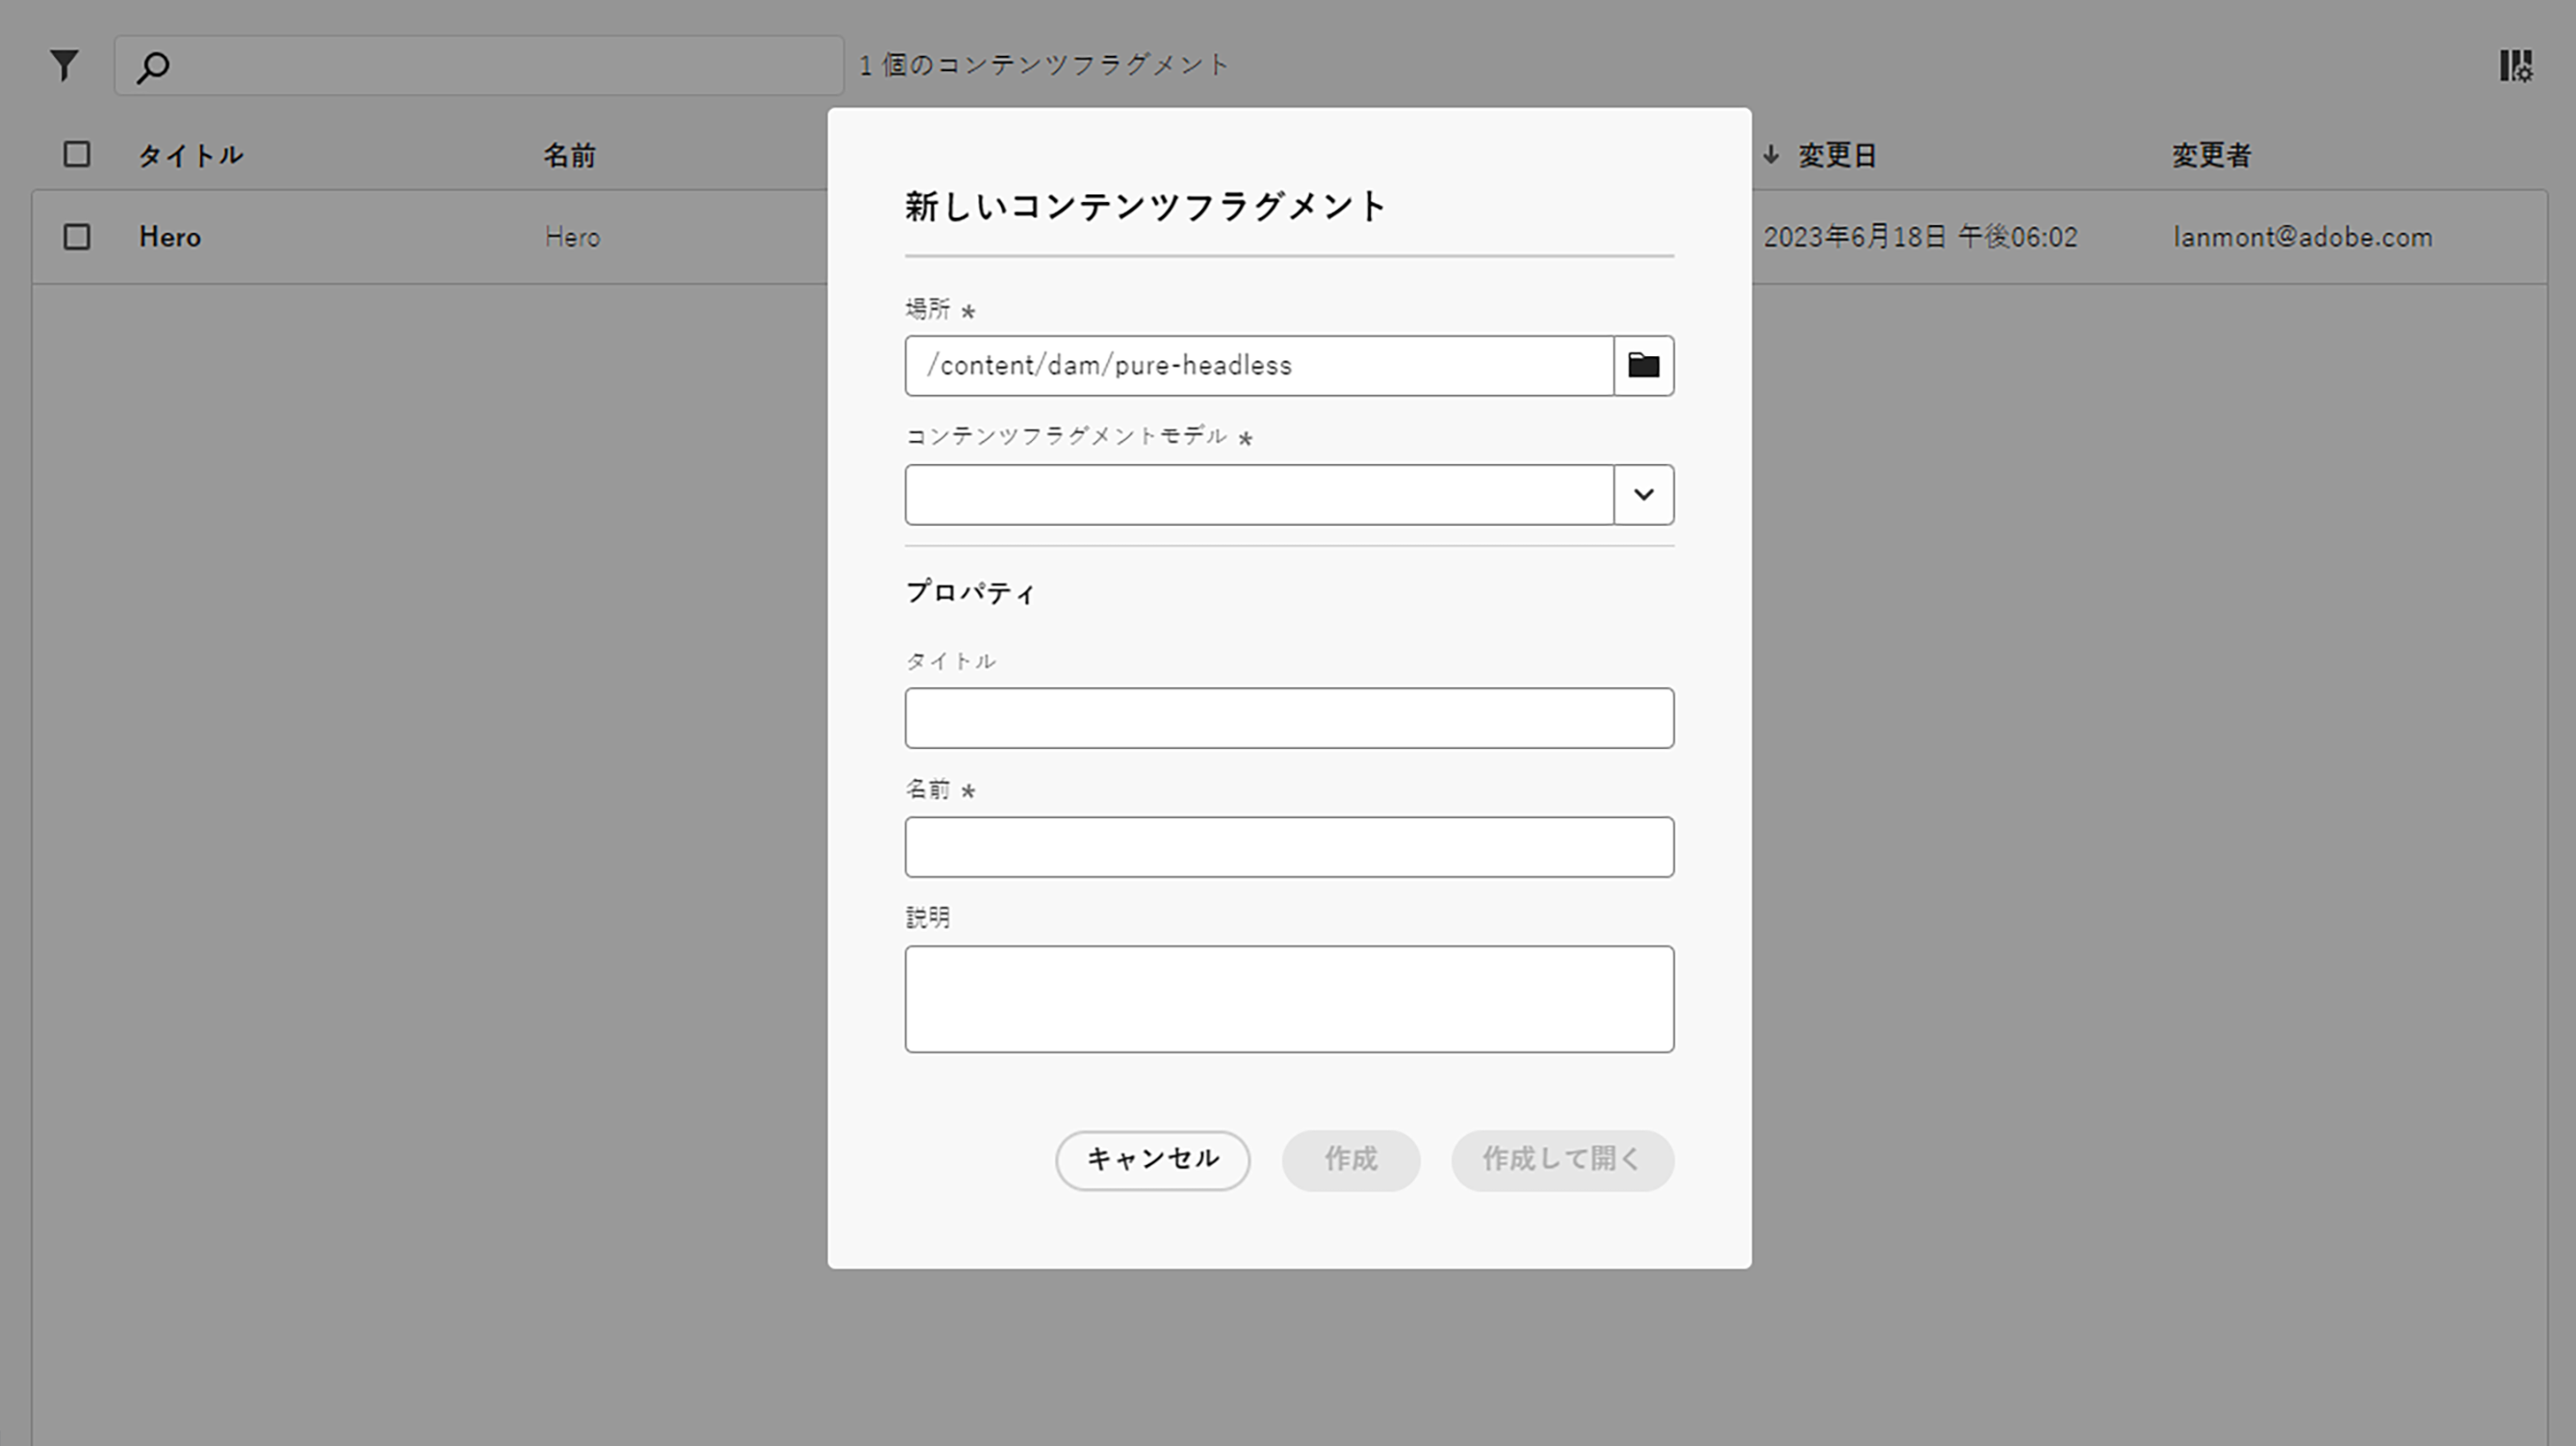 1 個のコンテンツフラグメント
タイトル 名前 変更日 変更者
Hero Hero 2023年6月18日 午後06:02 lanmont@adobe.com
新しいコンテンツフラグメント
場所 *
/content/dam/pure-headless
コンテンツフラグメントモデル *
プロパティ
タイトル
名前 *
説明
キャンセル 作成 作成して開く